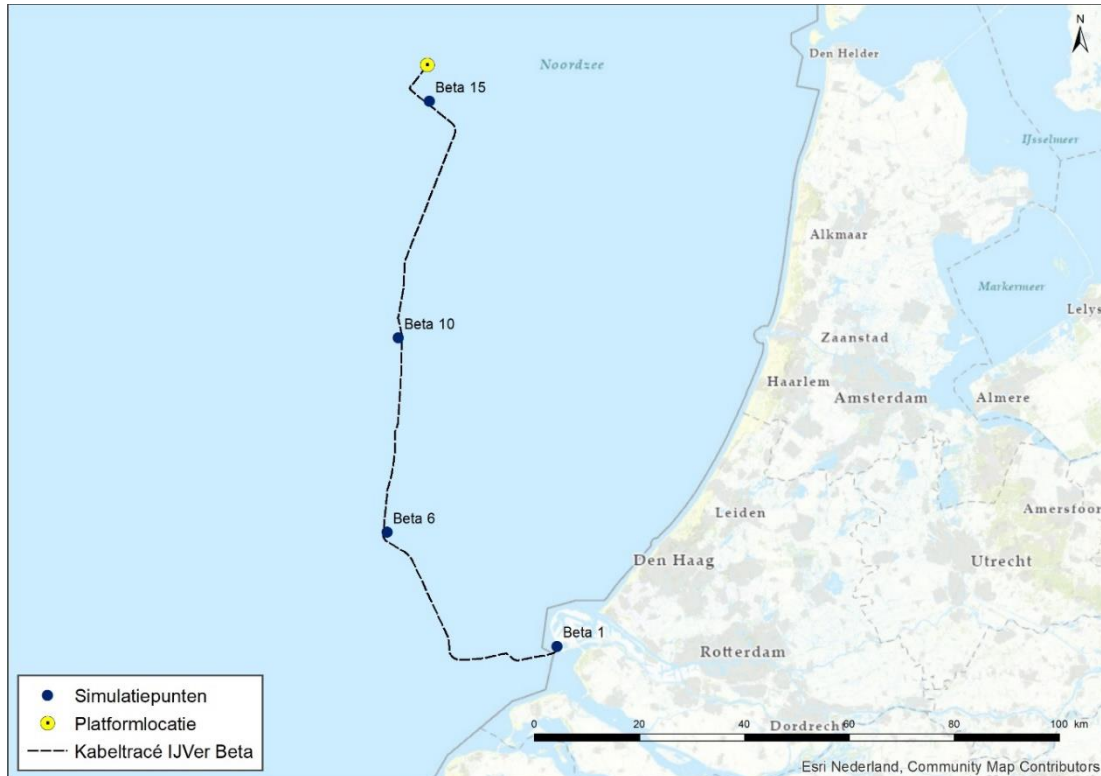 N
Den Helder
Noordzee
Beta 15
IJsselmeer
Alkmaar
Markermeer
Lelys
Beta 10
Zaanstad
Haarlem
Amsterdam
Almere
Leiden
Amersfoor
Beta 6
Den Haag
Utrecht
Beta 1
Rotterdam
Simulatiepunten
Platformlocatie
Kabeltracé IJVer Beta
Dordrecht
0 20 40 60 80 100 km
Esri Nederland, Community Map Contributors